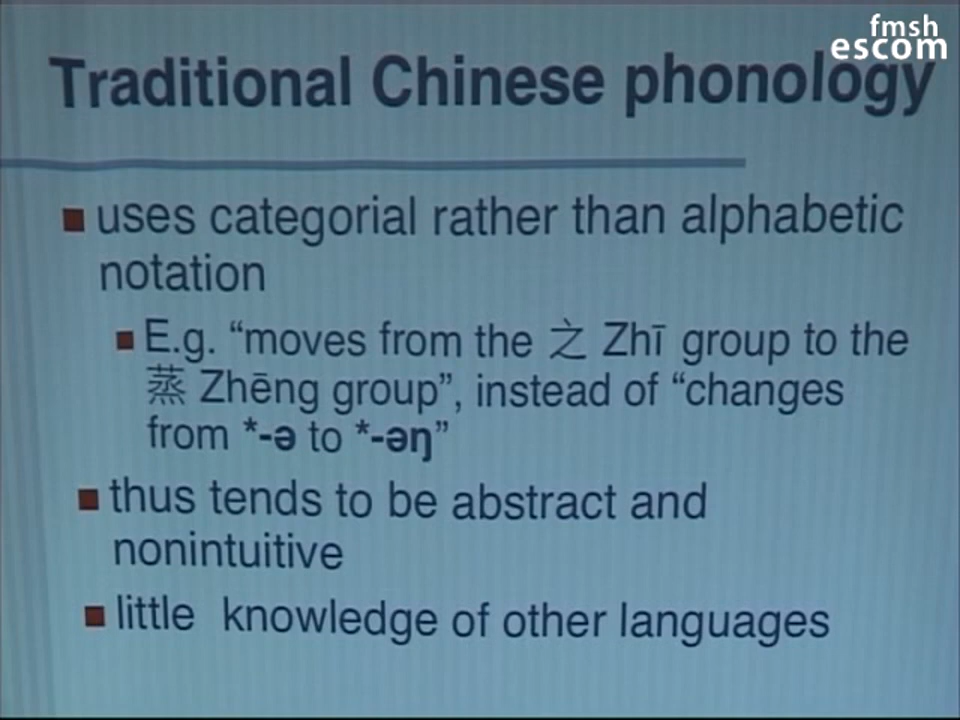 fmsh
escom
Traditional Chinese phonology
uses categorial rather than alphabetic
notation
E.g. “moves from the 之 Zhī group to the
蒸 Zhēng group”, instead of “changes
from *-ə to *-əŋ”
thus tends to be abstract and
nonintuitive
little knowledge of other languages